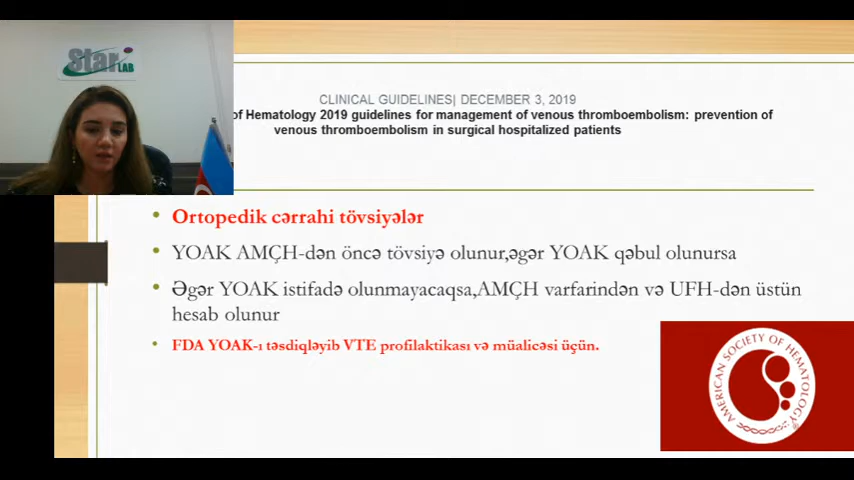 Star
LAB
CLINICAL GUIDELINES| DECEMBER 3, 2019
of Hematology 2019 guidelines for management of venous thromboembolism: prevention of
venous thromboembolism in surgical hospitalized patients
• Ortopedik cərrahi tövsiyələr
• YOAK AMÇH-dən öncə tövsiyə olunur,əgər YOAK qəbul olunursa
• Əgər YOAK istifadə olunmayacaqsa,AMÇH varfarindən və UFH-dən üstün
hesab olunur
• FDA YOAK-ı təsdiqləyib VTE profilaktikası və müalicəsi üçün.
AMERICAN SOCIETY OF HEMATOLOGY
®